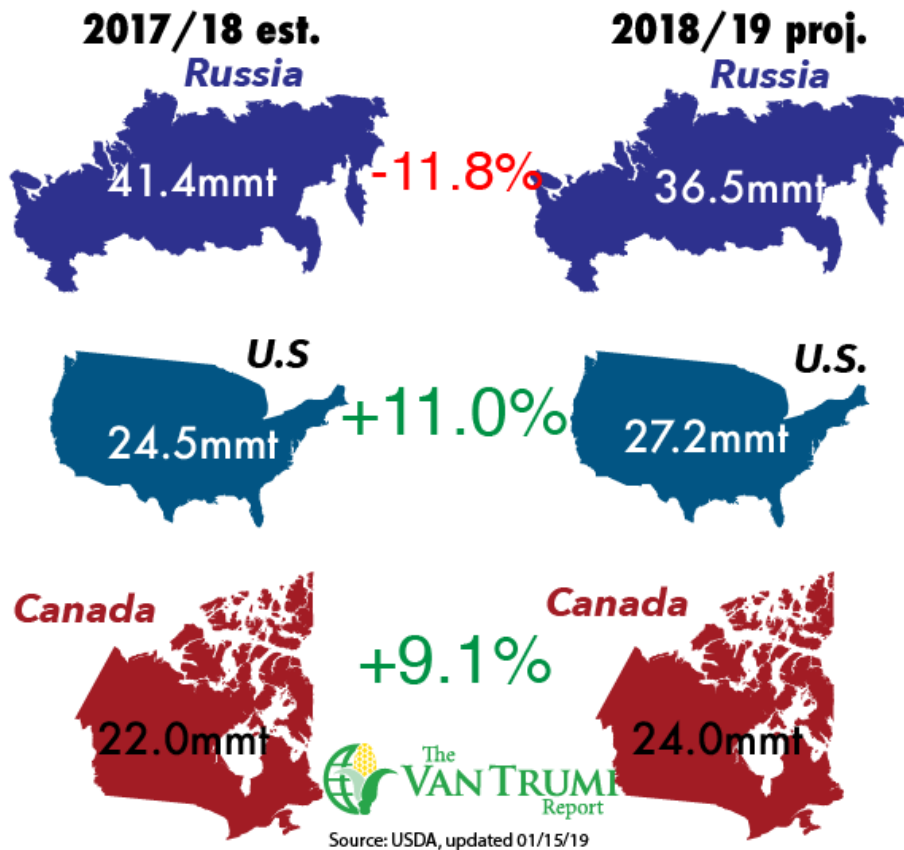 2017/18 est.
2018/19 proj.
Russia
Russia
41.4mmt
-11.8%
36.5mmt
U.S
U.S.
24.5mmt
+11.0%
27.2mmt
Canada
Canada
+9.1%
22.0mmt
24.0mmt
The
VAN TRUMP
Report
Source: USDA, updated 01/15/19